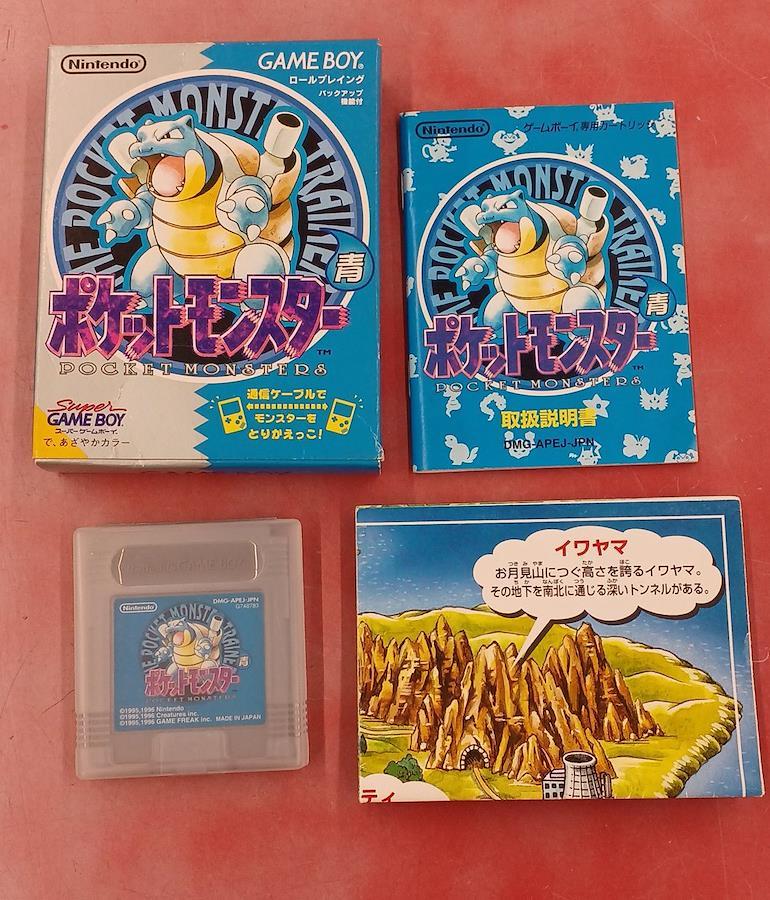 Nintendo
GAME BOY®
ロールプレイング
バックアップ
機能付
POCKET MONSTERS TRAINER
青
ポケットモンスター
TM
POCKET MONSTERS
Super
GAME BOY.
スーパーゲームボーイ
で、あざやかカラー
通信ケーブルで
モンスターを
とりかえっこ!
Nintendo
ゲームボーイ専用カートリッジ
POCKET MONSTERS TRAINER
青
ポケットモンスター
TM
POCKET MONSTERS
取扱説明書
DMG-APEJ-JPN
Nintendo GAME BOY
Nintendo
DMG-APEJ-JPN
青
ポケットモンスター
POCKET MONSTERS
©1995,1996 Nintendo
©1995,1996 Creatures inc.
©1995,1996 GAME FREAK inc. MADE IN JAPAN
イワヤマ
お月見山につぐ高さを誇るイワヤマ。
その地下を南北に通じる深いトンネルがある。
ティ